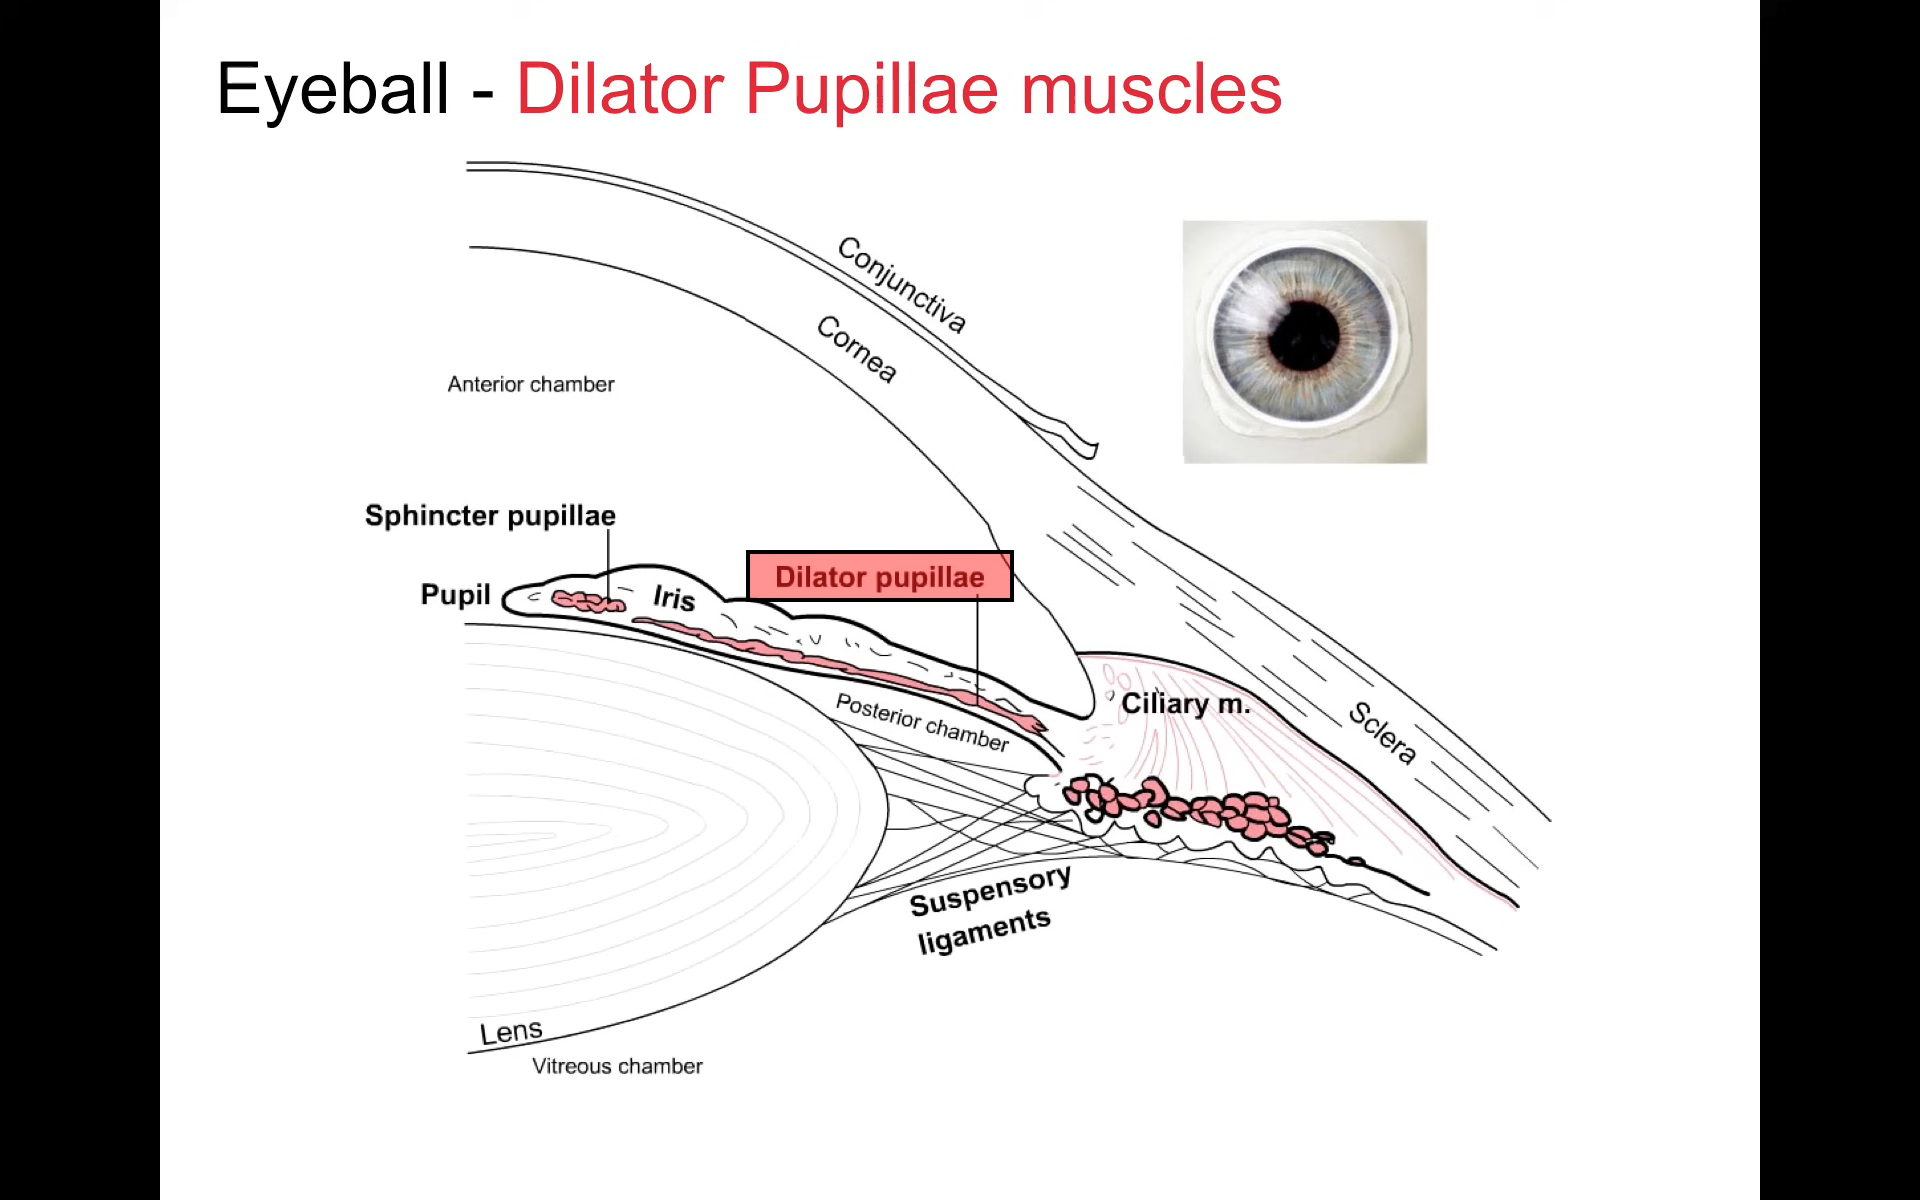 Eyeball - Dilator Pupillae muscles
Conjunctiva
Cornea
Anterior chamber
Sphincter pupillae
Dilator pupillae
Pupil
Iris
Posterior chamber
Ciliary m.
Sclera
Suspensory
ligaments
Lens
Vitreous chamber